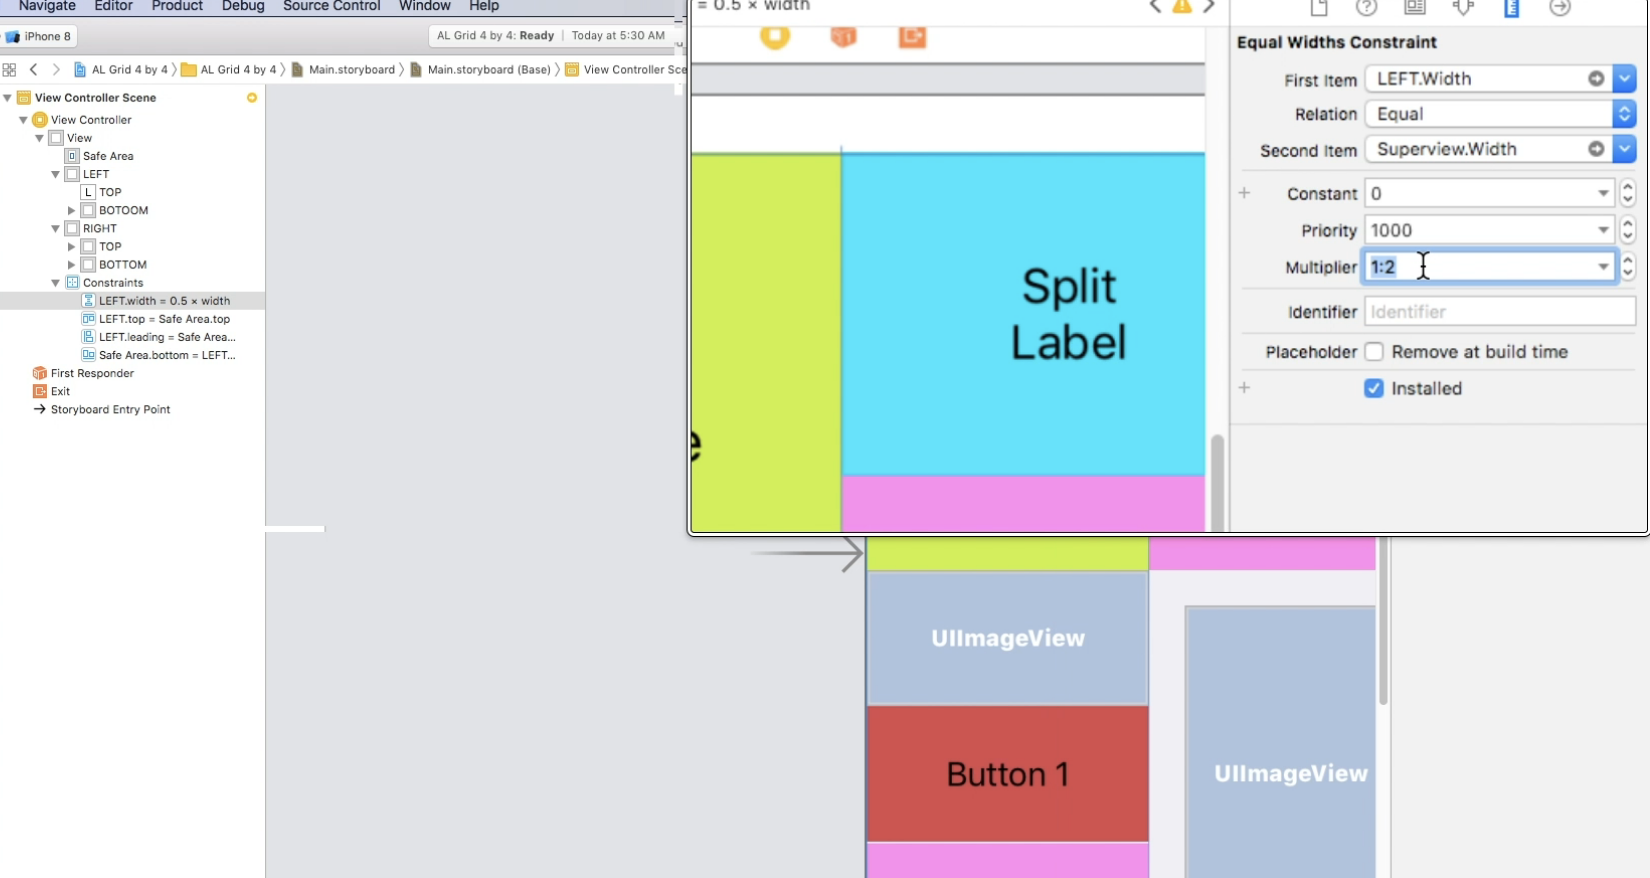 Navigate Editor Product Debug Source Control Window Help
iPhone 8
AL Grid 4 by 4: Ready | Today at 5:30 AM
AL Grid 4 by 4 AL Grid 4 by 4 Main.storyboard Main.storyboard (Base) View Controller Sce
View Controller Scene
View Controller
View
Safe Area
LEFT
L TOP
BOTOOM
RIGHT
TOP
BOTTOM
Constraints
LEFT.width = 0.5 × width
LEFT.top = Safe Area.top
LEFT.leading = Safe Area...
Safe Area.bottom = LEFT...
First Responder
Exit
Storyboard Entry Point
= 0.5 × width
Split
Label
e
Equal Widths Constraint
First Item LEFT.Width
Relation Equal
Second Item Superview.Width
+ Constant 0
Priority 1000
Multiplier 1:2
Identifier Identifier
Placeholder Remove at build time
+ Installed
UIImageView
Button 1
UIImageView